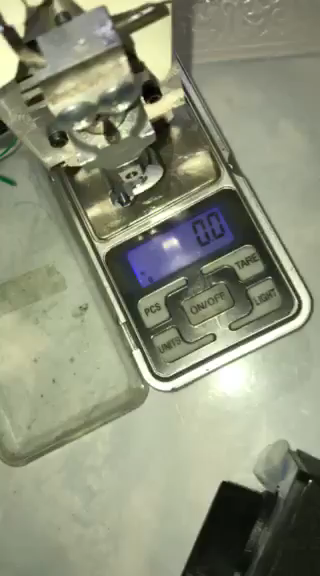 0.0
TARE
PCS
ON/OFF
LIGHT
UNITS